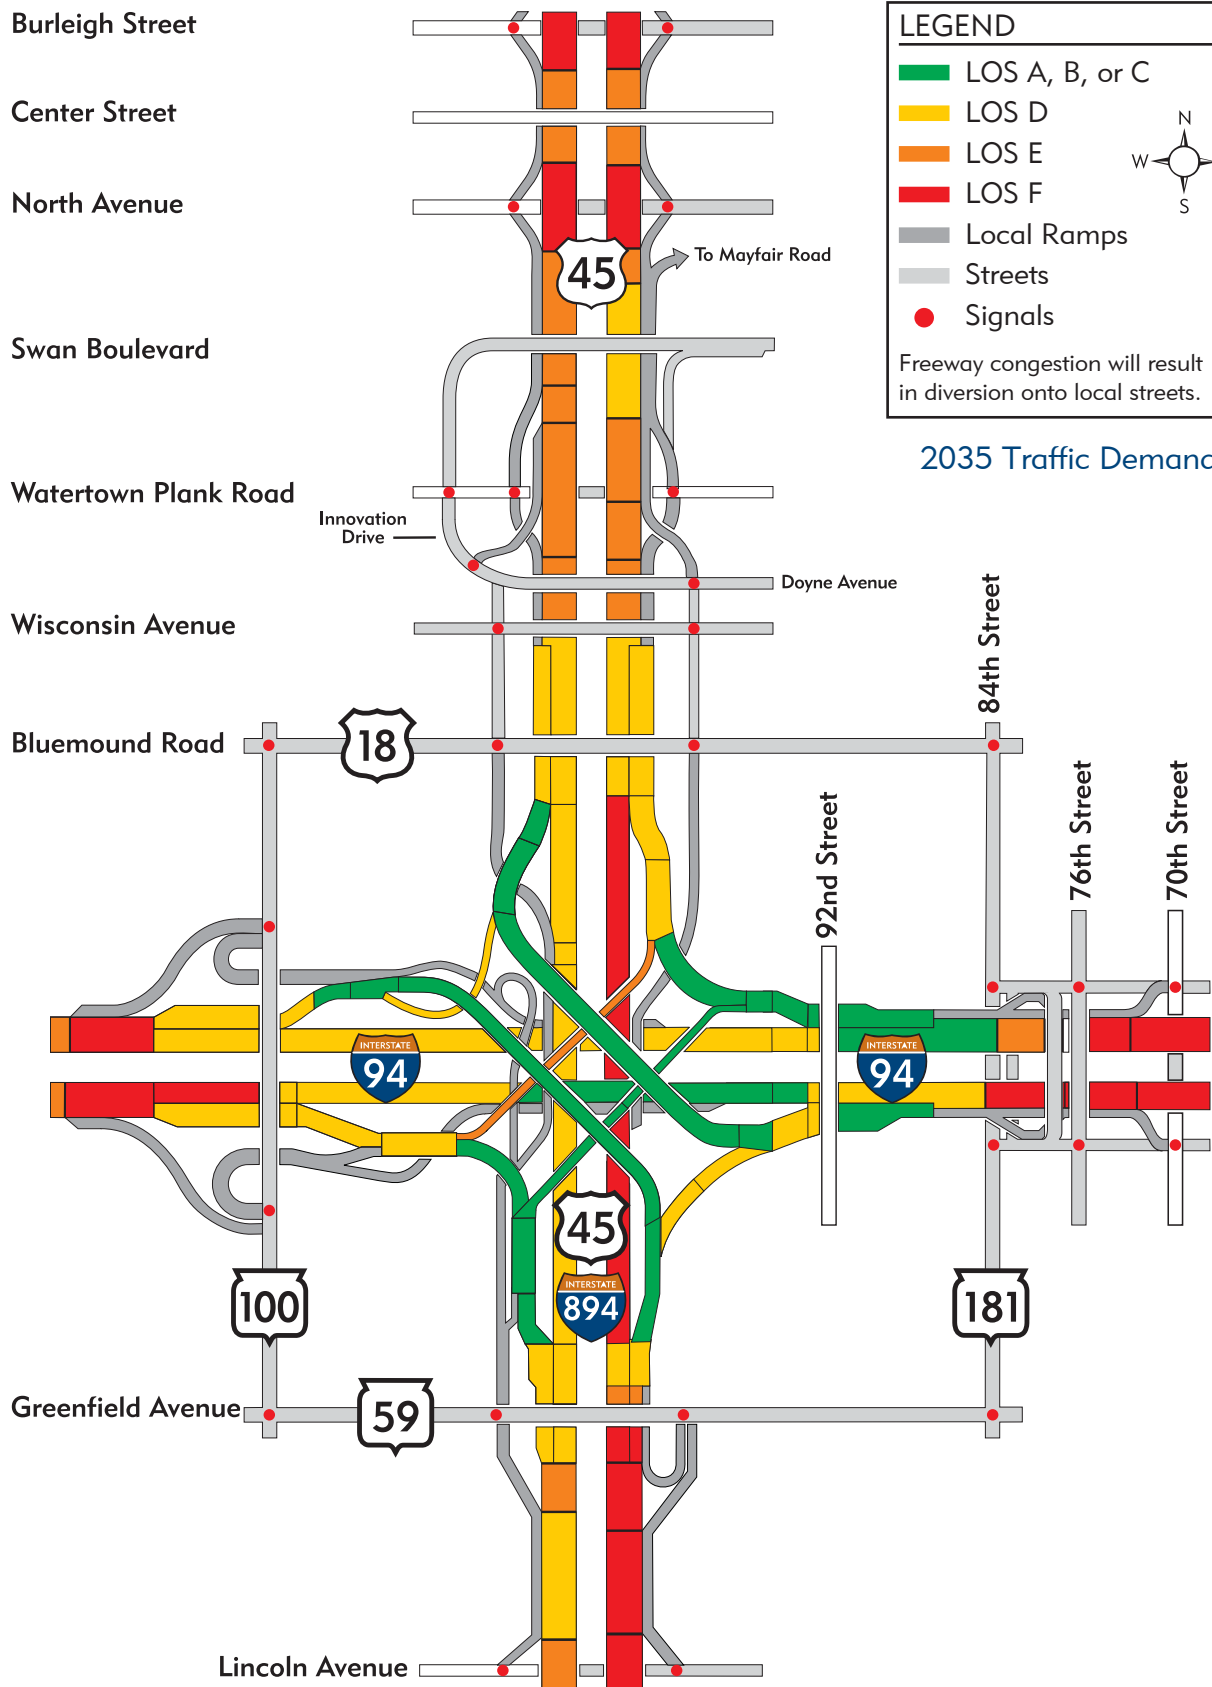 Burleigh Street
Center Street
North Avenue
Swan Boulevard
Watertown Plank Road
Innovation
Drive
Wisconsin Avenue
Bluemound Road
Greenfield Avenue
Lincoln Avenue
LEGEND
LOS A, B, or C
LOS D
LOS E
LOS F
Local Ramps
Streets
Signals
N
W
S
Freeway congestion will result
in diversion onto local streets.
2035 Traffic Demand
45
To Mayfair Road
Doyne Avenue
84th Street
18
92nd Street
76th Street
70th Street
INTERSTATE
94
INTERSTATE
94
45
INTERSTATE
894
100
181
59